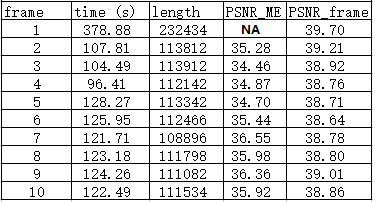 frame time (s) length PSNR_ME PSNR_frame
1 378.88 232434 NA 39.70
2 107.81 113812 35.28 39.21
3 104.49 113912 34.46 38.92
4 96.41 112142 34.87 38.76
5 128.27 113342 34.70 38.71
6 125.95 112466 35.44 38.64
7 121.71 108896 36.55 38.78
8 123.18 111798 35.98 38.80
9 124.26 111082 36.36 39.01
10 122.49 111534 35.92 38.86